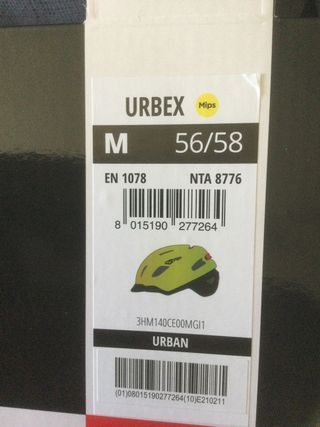 URBEX Mips
M 56/58
EN 1078 NTA 8776
8 015190 277264
3HM140CE00MGI1
URBAN
(01)08015190277264(10)E210211